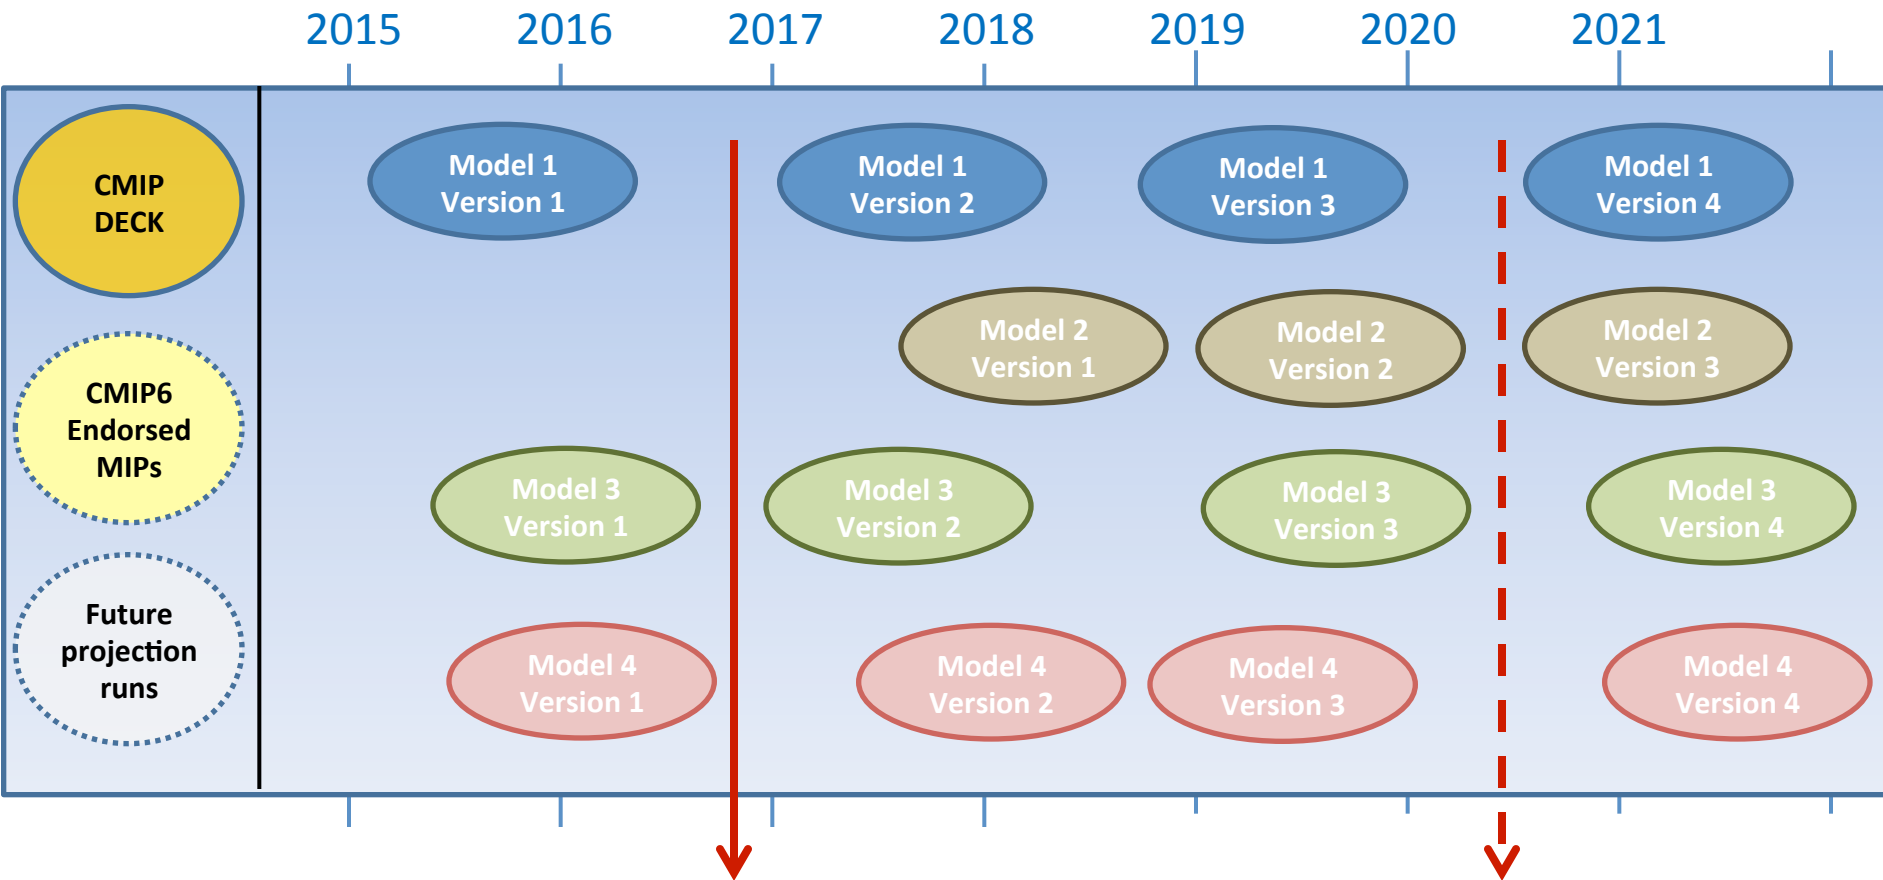 2015 2016 2017 2018 2019 2020 2021
CMIP
DECK
Model 1
Version 1
Model 1
Version 2
Model 1
Version 3
Model 1
Version 4
CMIP6
Endorsed
MIPs
Model 2
Version 1
Model 2
Version 2
Model 2
Version 3
Model 3
Version 1
Model 3
Version 2
Model 3
Version 3
Model 3
Version 4
Future
projection
runs
Model 4
Version 1
Model 4
Version 2
Model 4
Version 3
Model 4
Version 4